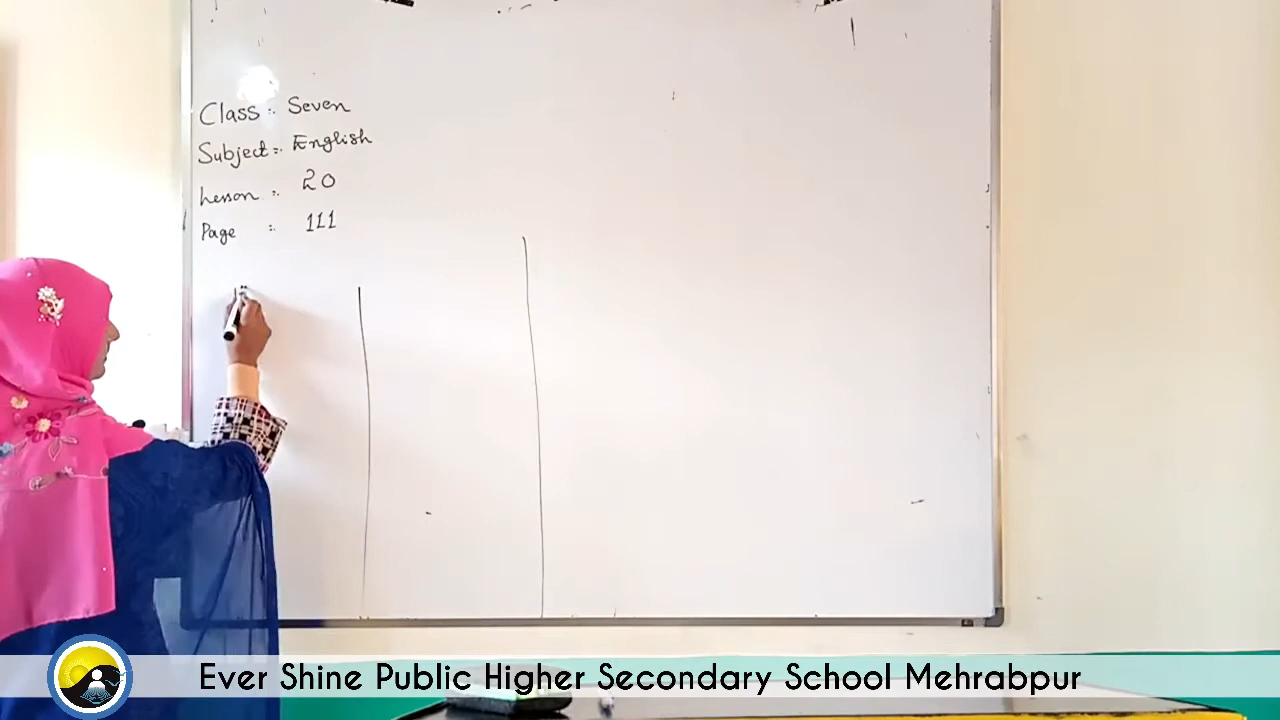 Class :- Seven
Subject :- English
Lesson :- 20
Page :- 111
Ever Shine Public Higher Secondary School Mehrabpur